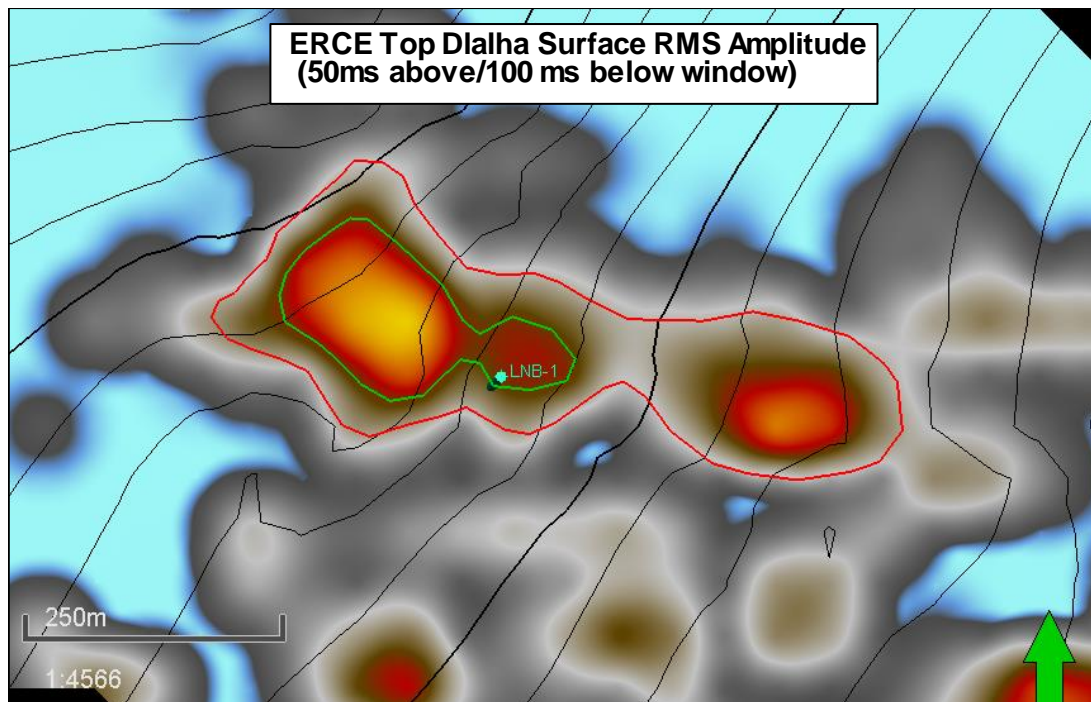 ERCE Top Dlalha Surface RMS Amplitude
(50ms above/100 ms below window)
LNB-1
250m
1:4566